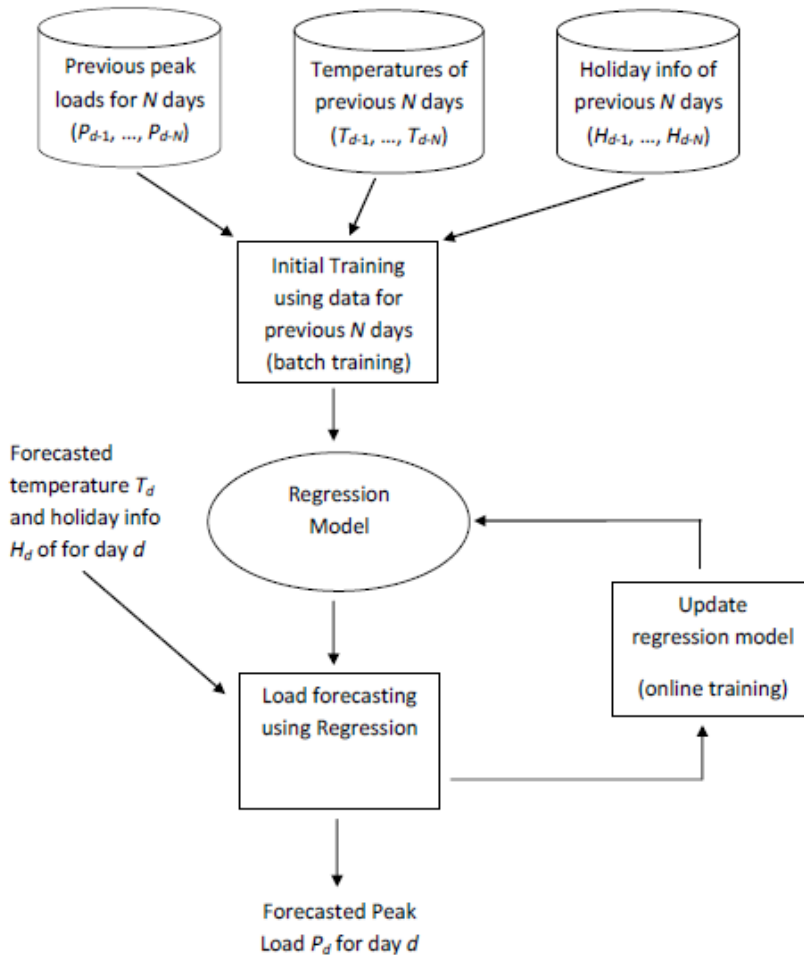 Previous peak
loads for N days
(Pd-1, ..., Pd-N)
Temperatures of
previous N days
(Td-1, ..., Td-N)
Holiday info of
previous N days
(Hd-1, ..., Hd-N)
Initial Training
using data for
previous N days
(batch training)
Forecasted
temperature Td
and holiday info
Hd of for day d
Regression
Model
Update
regression model
(online training)
Load forecasting
using Regression
Forecasted Peak
Load Pd for day d